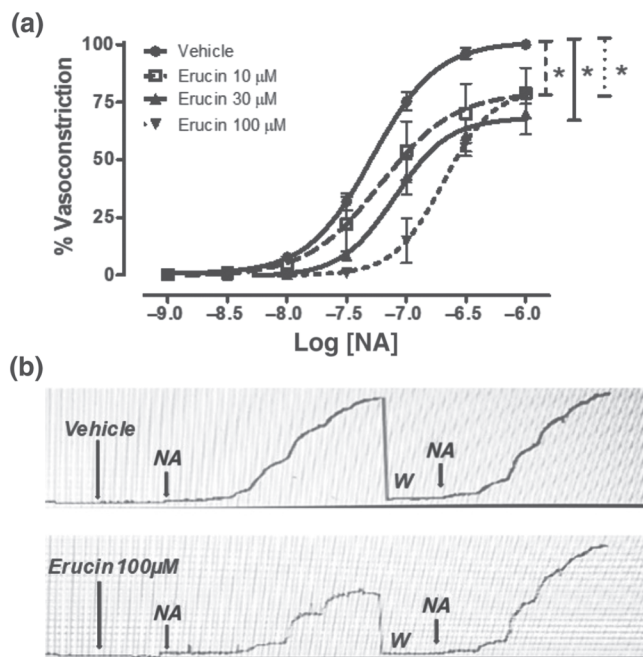 (a)
% Vasoconstriction
100
75
50
25
0
Vehicle
Erucin 10 μM
Erucin 30 μM
Erucin 100 μM
* * *
–9.0 –8.5 –8.0 –7.5 –7.0 –6.5 –6.0
Log [NA]
(b)
Vehicle
NA
W
NA
Erucin 100μM
NA
W
NA